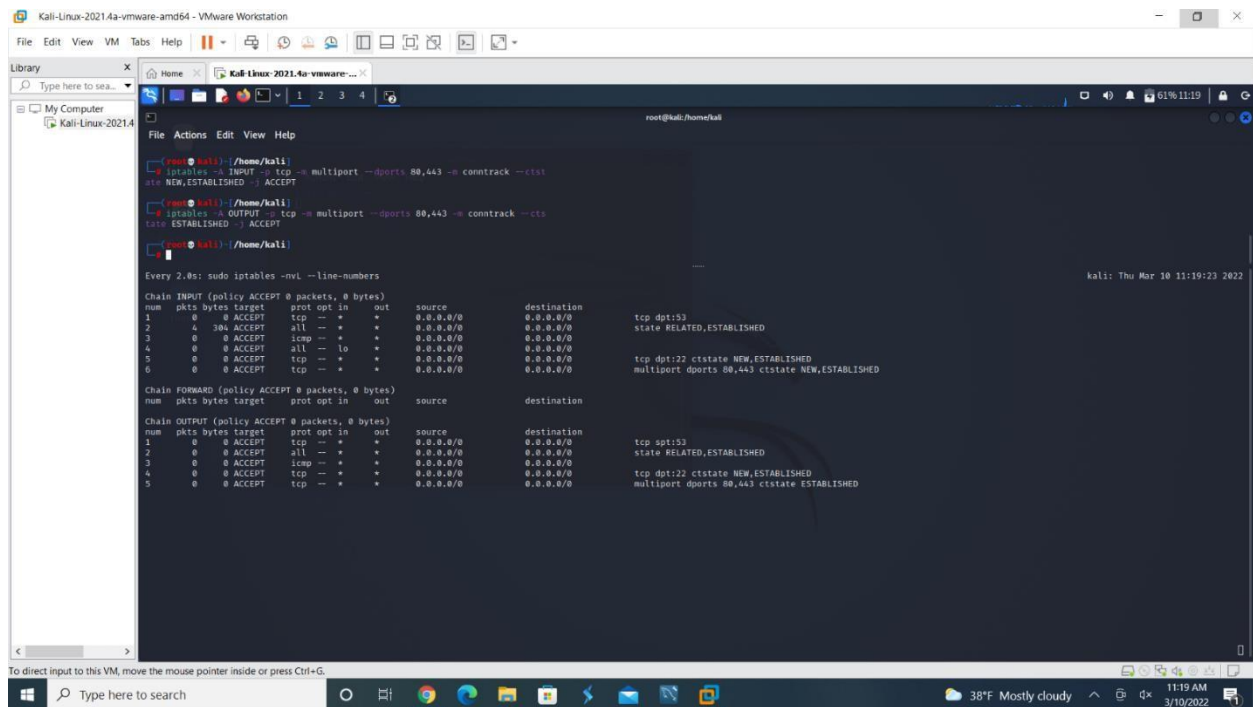 Kali-Linux-2021.4a-vmware-amd64 - VMware Workstation
File Edit View VM Tabs Help
Library X
Type here to sea...
My Computer
Kali-Linux-2021.4
Home
Kali-Linux-2021.4a-vmware-...
1 2 3 4
61% 11:19
root@kali:/home/kali
File Actions Edit View Help
(root kali)-[/home/kali]
# iptables -A INPUT -p tcp -m multiport --dports 80,443 -m conntrack --ctst
ate NEW,ESTABLISHED -j ACCEPT
(root kali)-[/home/kali]
# iptables -A OUTPUT -p tcp -m multiport --dports 80,443 -m conntrack --cts
tate ESTABLISHED -j ACCEPT
(root kali)-[/home/kali]
#
Every 2.0s: sudo iptables -nvL --line-numbers kali: Thu Mar 10 11:19:23 2022
Chain INPUT (policy ACCEPT 0 packets, 0 bytes)
num pkts bytes target prot opt in out source destination
1 0 0 ACCEPT tcp -- * * 0.0.0.0/0 0.0.0.0/0 tcp dpt:53
2 4 304 ACCEPT all -- * * 0.0.0.0/0 0.0.0.0/0 state RELATED,ESTABLISHED
3 0 0 ACCEPT icmp -- * * 0.0.0.0/0 0.0.0.0/0
4 0 0 ACCEPT all -- lo * 0.0.0.0/0 0.0.0.0/0
5 0 0 ACCEPT tcp -- * * 0.0.0.0/0 0.0.0.0/0 tcp dpt:22 ctstate NEW,ESTABLISHED
6 0 0 ACCEPT tcp -- * * 0.0.0.0/0 0.0.0.0/0 multiport dports 80,443 ctstate NEW,ESTABLISHED
Chain FORWARD (policy ACCEPT 0 packets, 0 bytes)
num pkts bytes target prot opt in out source destination
Chain OUTPUT (policy ACCEPT 0 packets, 0 bytes)
num pkts bytes target prot opt in out source destination
1 0 0 ACCEPT tcp -- * * 0.0.0.0/0 0.0.0.0/0 tcp spt:53
2 0 0 ACCEPT all -- * * 0.0.0.0/0 0.0.0.0/0 state RELATED,ESTABLISHED
3 0 0 ACCEPT icmp -- * * 0.0.0.0/0 0.0.0.0/0
4 0 0 ACCEPT tcp -- * * 0.0.0.0/0 0.0.0.0/0 tcp dpt:22 ctstate NEW,ESTABLISHED
5 0 0 ACCEPT tcp -- * * 0.0.0.0/0 0.0.0.0/0 multiport dports 80,443 ctstate ESTABLISHED
To direct input to this VM, move the mouse pointer inside or press Ctrl+G.
Type here to search
38°F Mostly cloudy
11:19 AM
3/10/2022